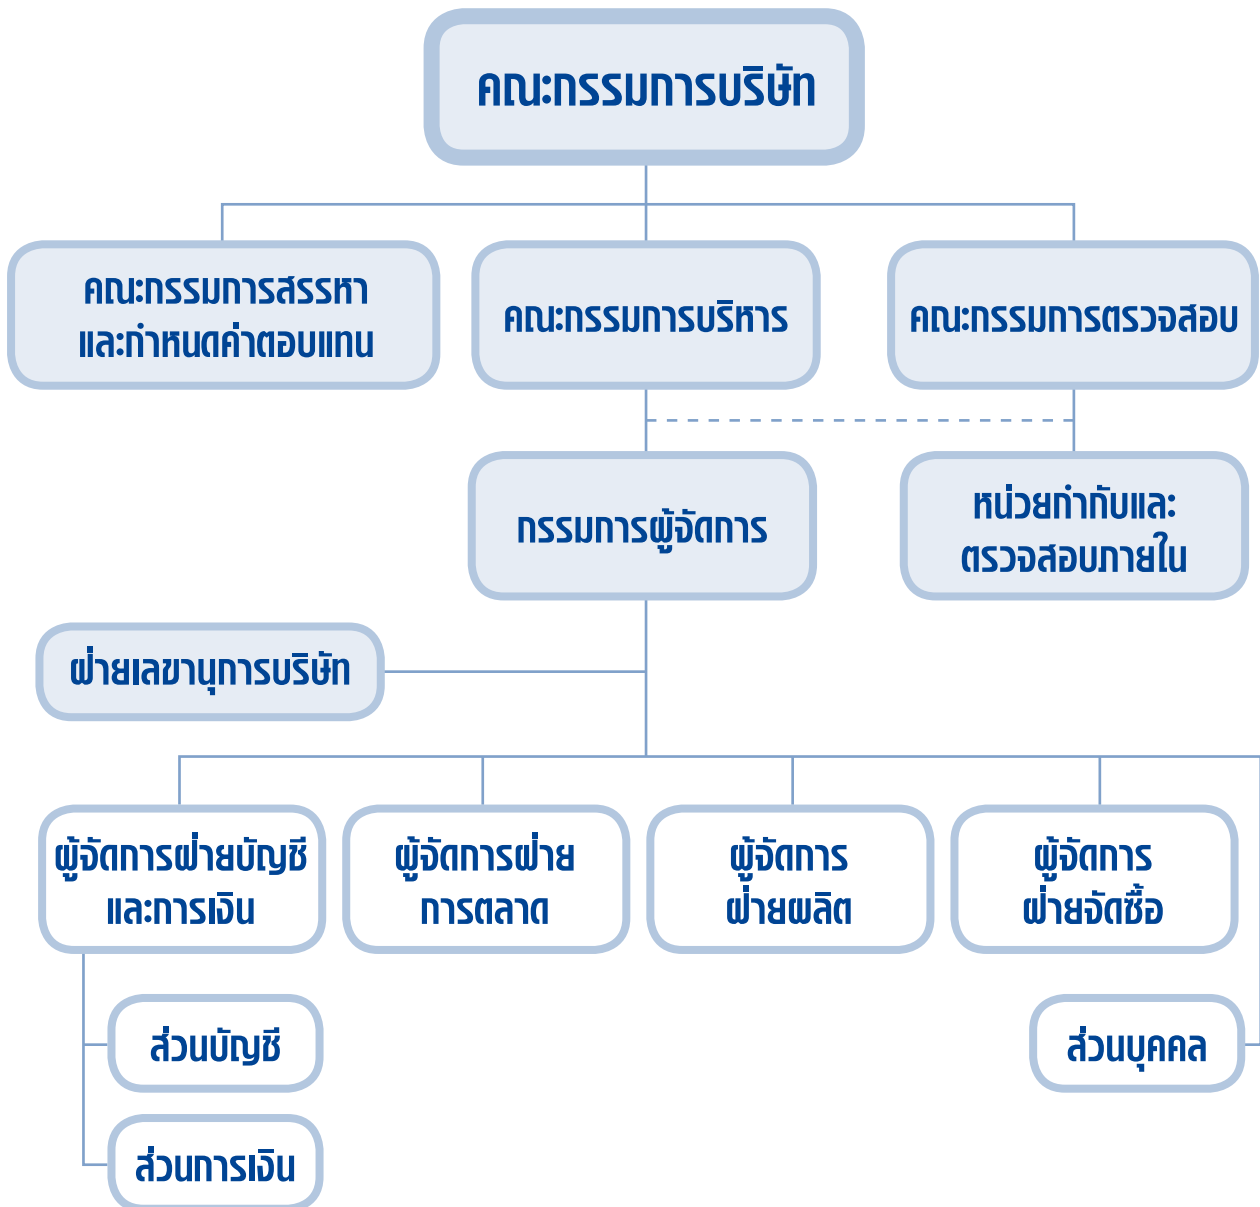 คณะกรรมการบริษัท
คณะกรรมการสรรหา
และกำหนดค่าตอบแทน
คณะกรรมการบริหาร
คณะกรรมการตรวจสอบ
กรรมการผู้จัดการ
หน่วยกำกับและ
ตรวจสอบภายใน
ฝ่ายเลขานุการบริษัท
ผู้จัดการฝ่ายบัญชี
และการเงิน
ผู้จัดการฝ่าย
การตลาด
ผู้จัดการ
ฝ่ายผลิต
ผู้จัดการ
ฝ่ายจัดซื้อ
ส่วนบัญชี
ส่วนบุคคล
ส่วนการเงิน